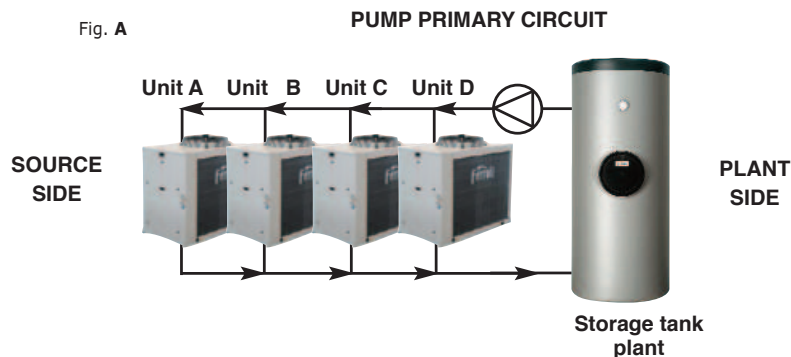 Fig. A
PUMP PRIMARY CIRCUIT
Unit A Unit B Unit C Unit D
SOURCE
SIDE
PLANT
SIDE
Storage tank
plant